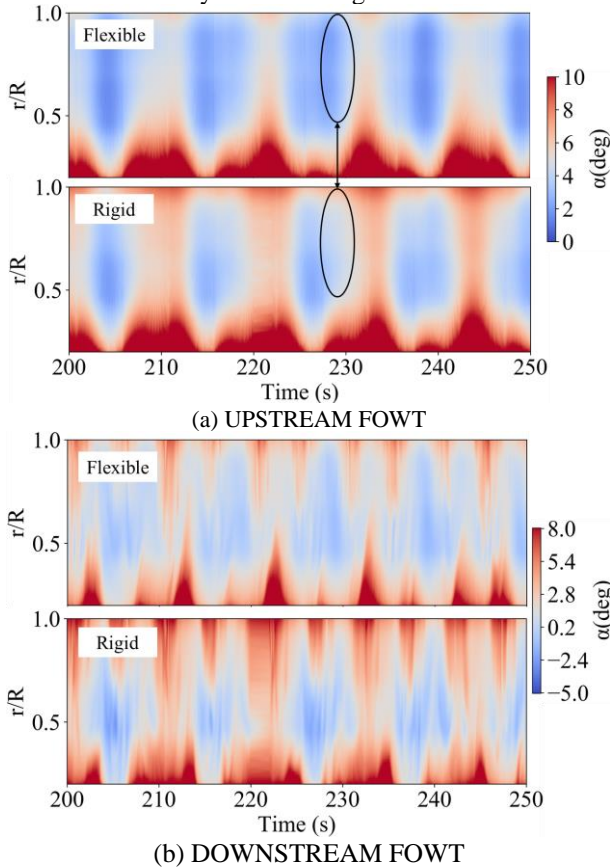 Flexible
r/R
0.5
1.0
Rigid
r/R
0.5
200 210 220 230 240 250
Time (s)
10
8
6
4
2
0
α(deg)
(a) UPSTREAM FOWT
1.0
Flexible
r/R
0.5
1.0
Rigid
r/R
0.5
200 210 220 230 240 250
Time (s)
8.0
5.4
2.8
0.2
−2.4
−5.0
α(deg)
(b) DOWNSTREAM FOWT